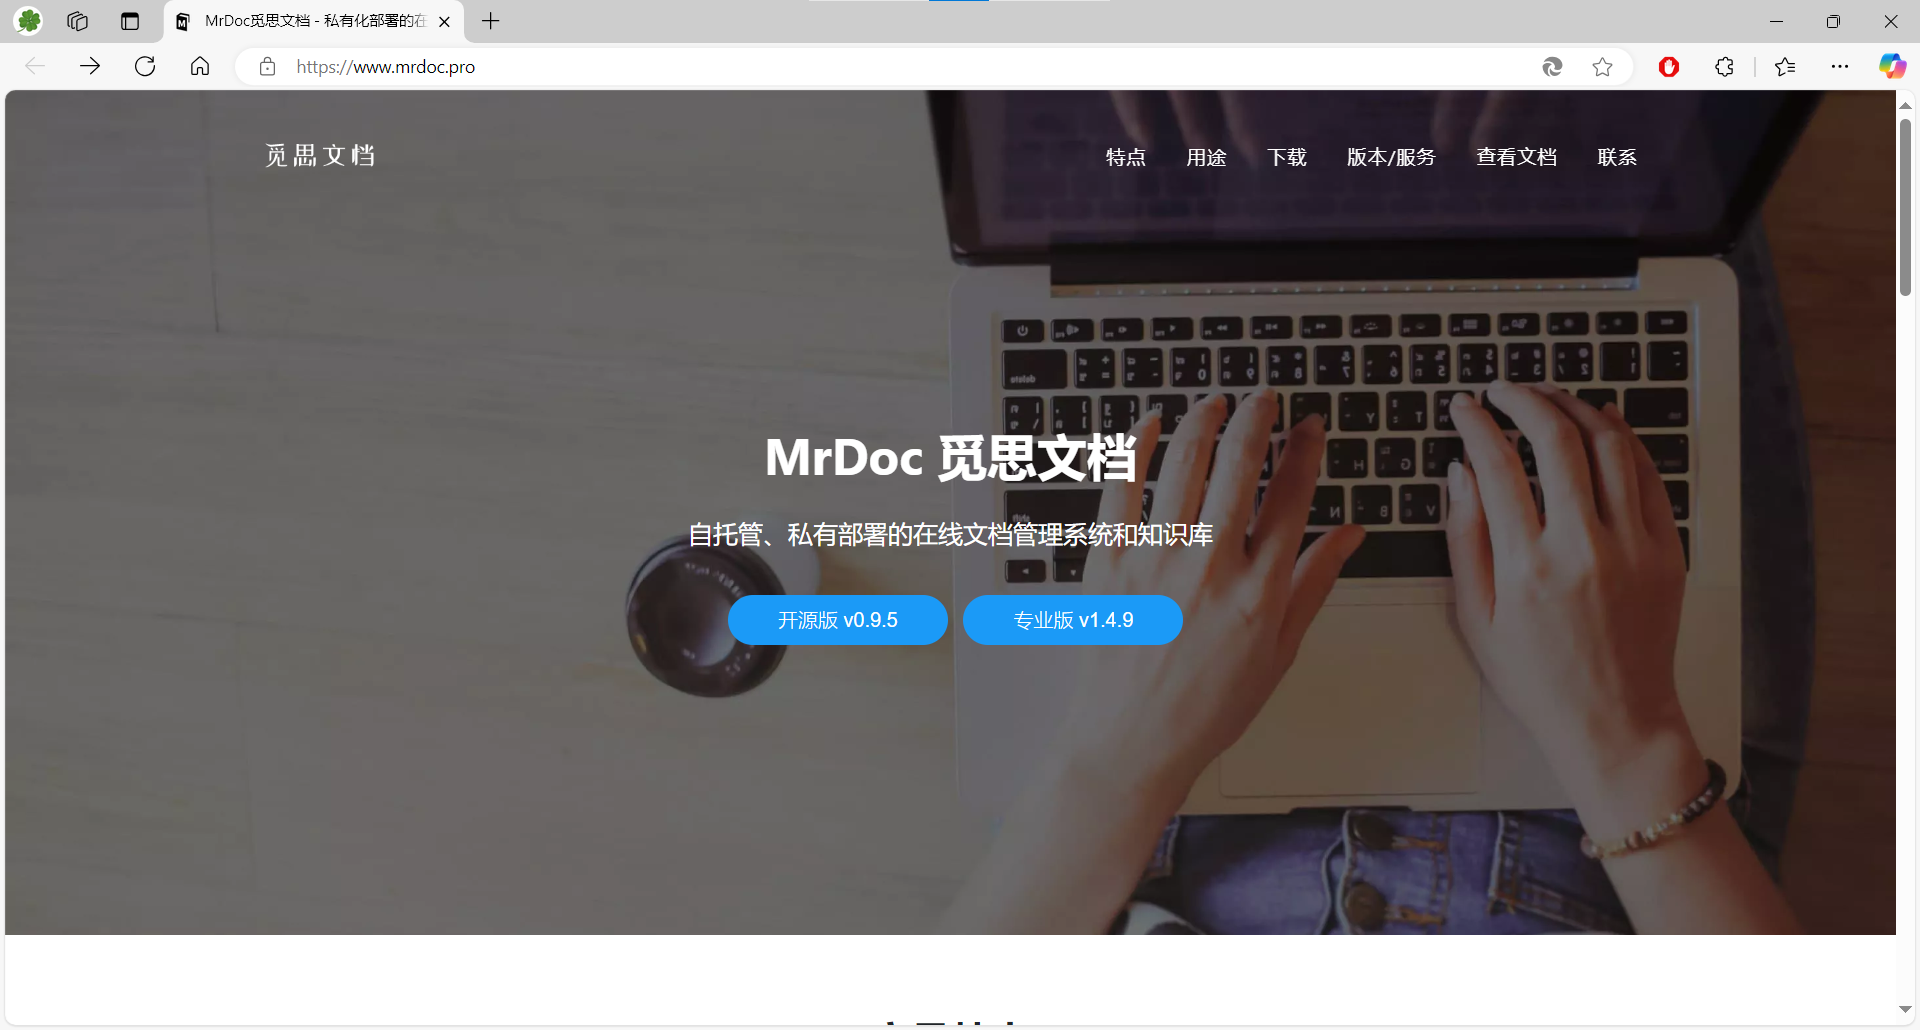 MrDoc觅思文档 - 私有化部署的在
https://www.mrdoc.pro
觅思文档
特点 用途 下载 版本/服务 查看文档 联系
MrDoc 觅思文档
自托管、私有部署的在线文档管理系统和知识库
开源版 v0.9.5 专业版 v1.4.9